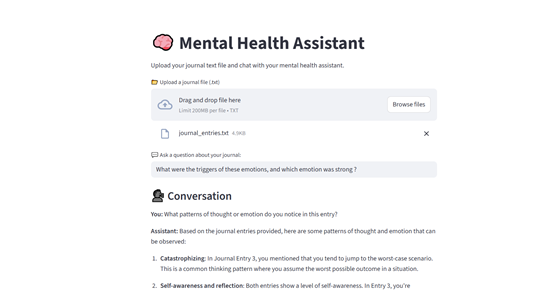 Mental Health Assistant
Upload your journal text file and chat with your mental health assistant.
Upload a journal file (.txt)
Drag and drop file here
Limit 200MB per file • TXT
Browse files
journal_entries.txt 4.9KB
Ask a question about your journal:
What were the triggers of these emotions, and which emotion was strong ?
Conversation
You: What patterns of thought or emotion do you notice in this entry?
Assistant: Based on the journal entries provided, here are some patterns of thought and emotion that can
be observed:
1. Catastrophizing: In Journal Entry 3, you mentioned that you tend to jump to the worst-case scenario.
This is a common thinking pattern where you assume the worst possible outcome in a situation.
2. Self-awareness and reflection: Both entries show a level of self-awareness. In Entry 3, you're